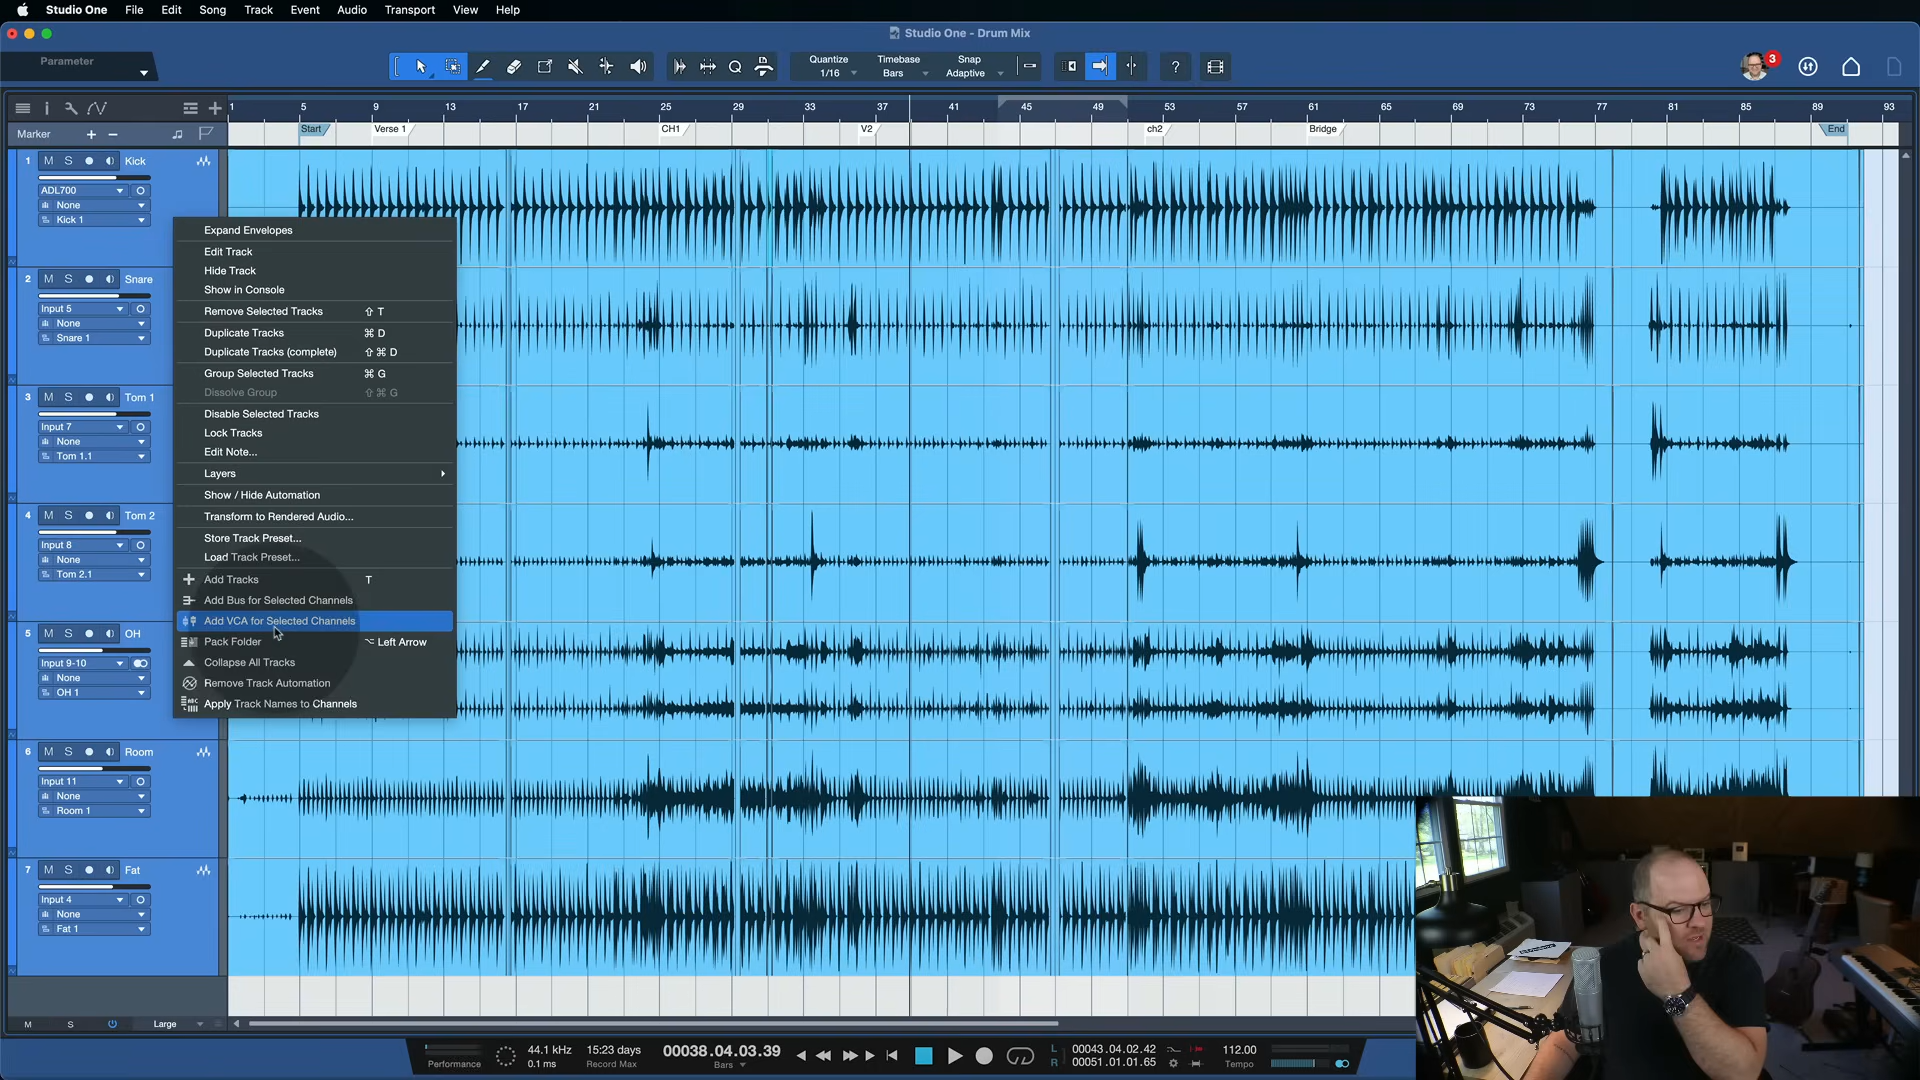 Studio One File Edit Song Track Event Audio Transport View Help
Studio One - Drum Mix
Parameter
Quantize
1/16
Timebase
Bars
Snap
Adaptive
?
3
1 5 9 13 17 21 25 29 33 37 41 45 49 53 57 61 65 69 73 77 81 85 89 93
Marker + −
Start Verse 1 CH1 V2 ch2 Bridge End
1 M S Kick
ADL700
None
Kick 1
2 M S Snare
Input 5
None
Snare 1
3 M S Tom 1
Input 7
None
Tom 1.1
4 M S Tom 2
Input 8
None
Tom 2.1
5 M S OH
Input 9-10
None
OH 1
6 M S Room
Input 11
None
Room 1
7 M S Fat
Input 4
None
Fat 1
Expand Envelopes
Edit Track
Hide Track
Show in Console
Remove Selected Tracks ⇧ T
Duplicate Tracks ⌘ D
Duplicate Tracks (complete) ⇧ ⌘ D
Group Selected Tracks ⌘ G
Dissolve Group ⇧ ⌘ G
Disable Selected Tracks
Lock Tracks
Edit Note...
Layers
Show / Hide Automation
Transform to Rendered Audio...
Store Track Preset...
Load Track Preset...
Add Tracks T
Add Bus for Selected Channels
Add VCA for Selected Channels
Pack Folder ⌥ Left Arrow
Collapse All Tracks
Remove Track Automation
Apply Track Names to Channels
M S Large
Performance
44.1 kHz
0.1 ms
15:23 days
Record Max
00038.04.03.39
Bars
L 00043.04.02.42
R 00051.01.01.65
112.00
Tempo